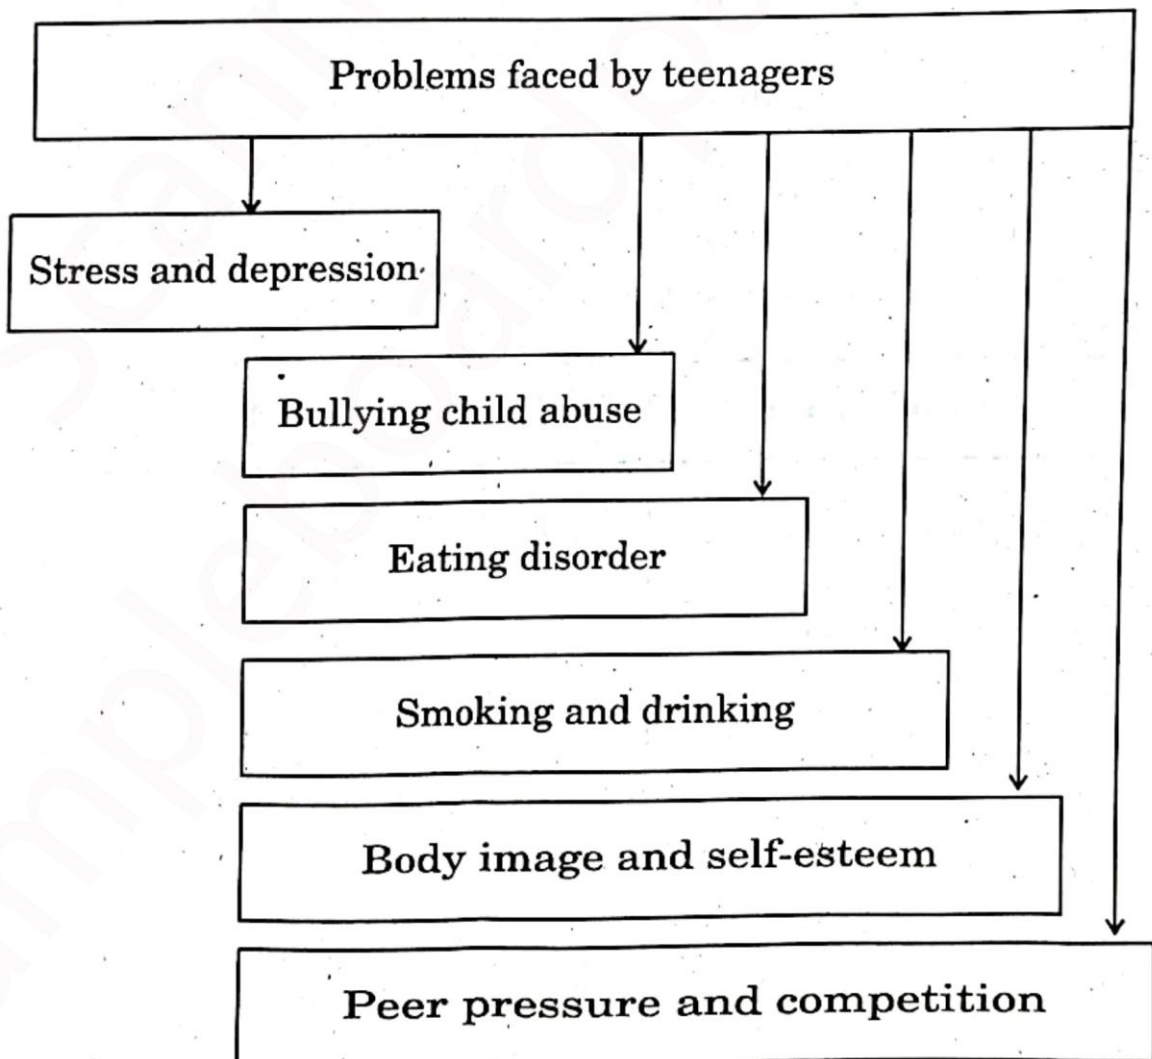 Problems faced by teenagers
Stress and depression
Bullying child abuse
Eating disorder
Smoking and drinking
Body image and self-esteem
Peer pressure and competition